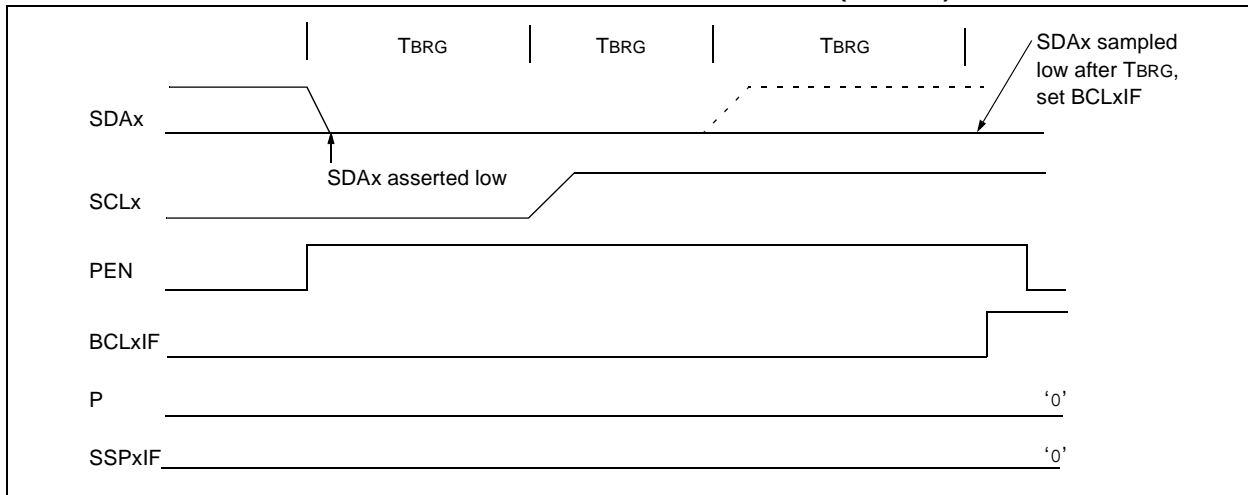 TBRG TBRG TBRG
SDAx sampled
low after TBRG,
set BCLxIF
SDAx
SDAx asserted low
SCLx
PEN
BCLxIF
P '0'
SSPxIF '0'